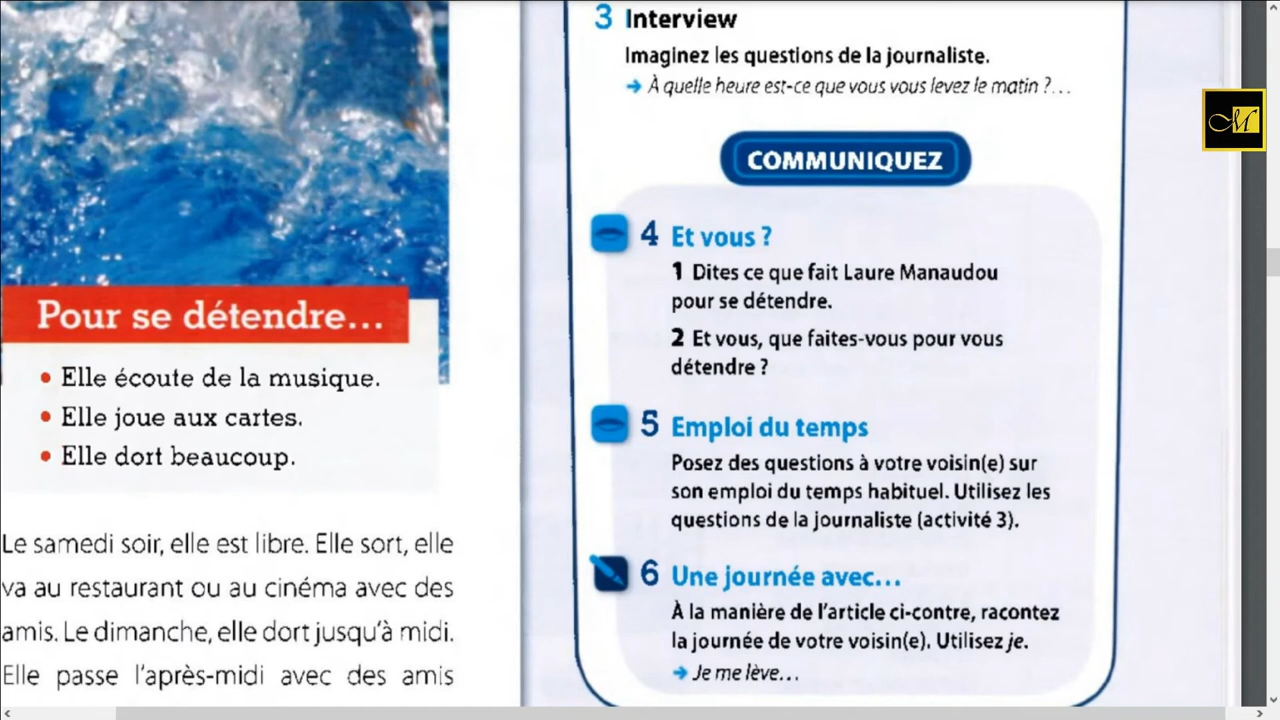 Pour se détendre...
• Elle écoute de la musique.
• Elle joue aux cartes.
• Elle dort beaucoup.
Le samedi soir, elle est libre. Elle sort, elle
va au restaurant ou au cinéma avec des
amis. Le dimanche, elle dort jusqu'à midi.
Elle passe l'après-midi avec des amis
3 Interview
Imaginez les questions de la journaliste.
→ À quelle heure est-ce que vous vous levez le matin ?...
COMMUNIQUEZ
4 Et vous ?
1 Dites ce que fait Laure Manaudou
pour se détendre.
2 Et vous, que faites-vous pour vous
détendre ?
5 Emploi du temps
Posez des questions à votre voisin(e) sur
son emploi du temps habituel. Utilisez les
questions de la journaliste (activité 3).
6 Une journée avec...
À la manière de l'article ci-contre, racontez
la journée de votre voisin(e). Utilisez je.
→ Je me lève...
M